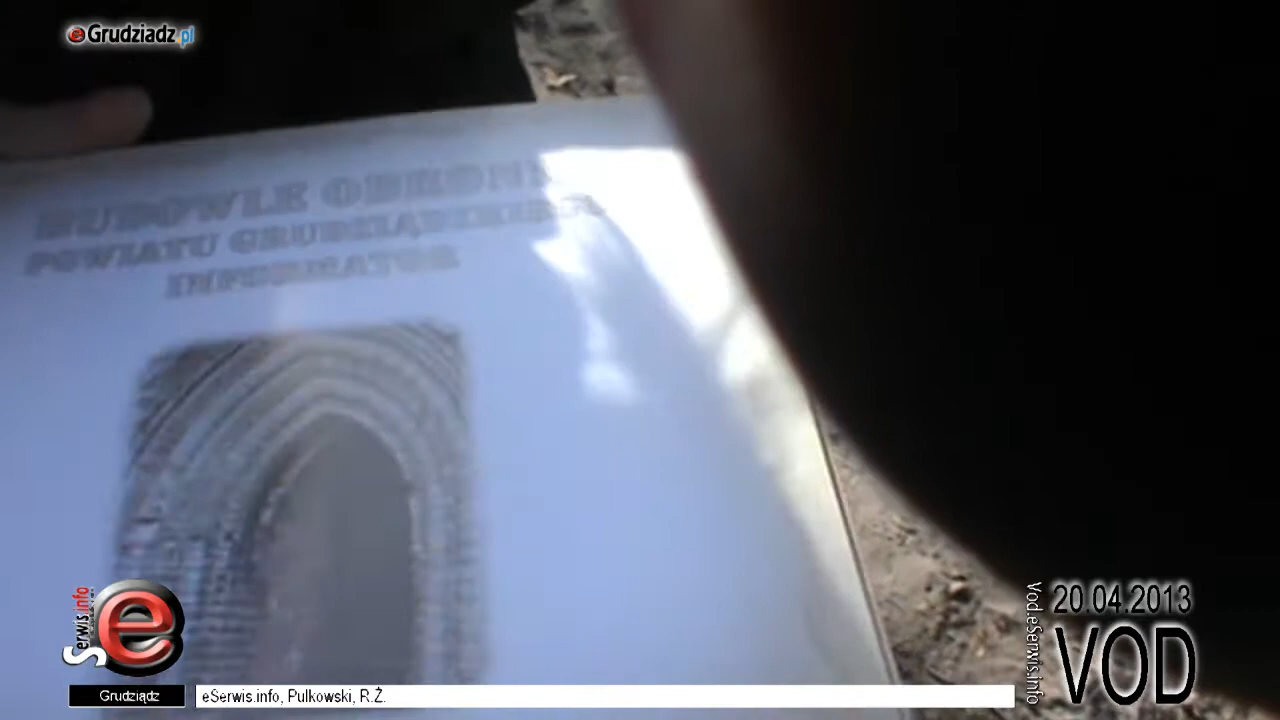 eGrudziadz.pl
BUDOWLE OBRONNE
POWIATU GRUDZIĄDZKIEGO
INFORMATOR
eSerwis.info
Vod.eSerwis.info
20.04.2013
VOD
Grudziądz
eSerwis.info, Pulkowski, R.Ż.